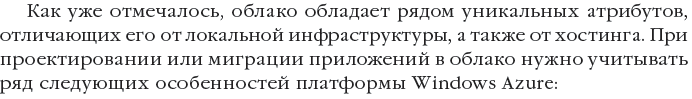 Как уже отмечалось, облако обладает рядом уникальных атрибутов,
отличающих его от локальной инфраструктуры, а также от хостинга. При
проектировании или миграции приложений в облако нужно учитывать
ряд следующих особенностей платформы Windows Azure: